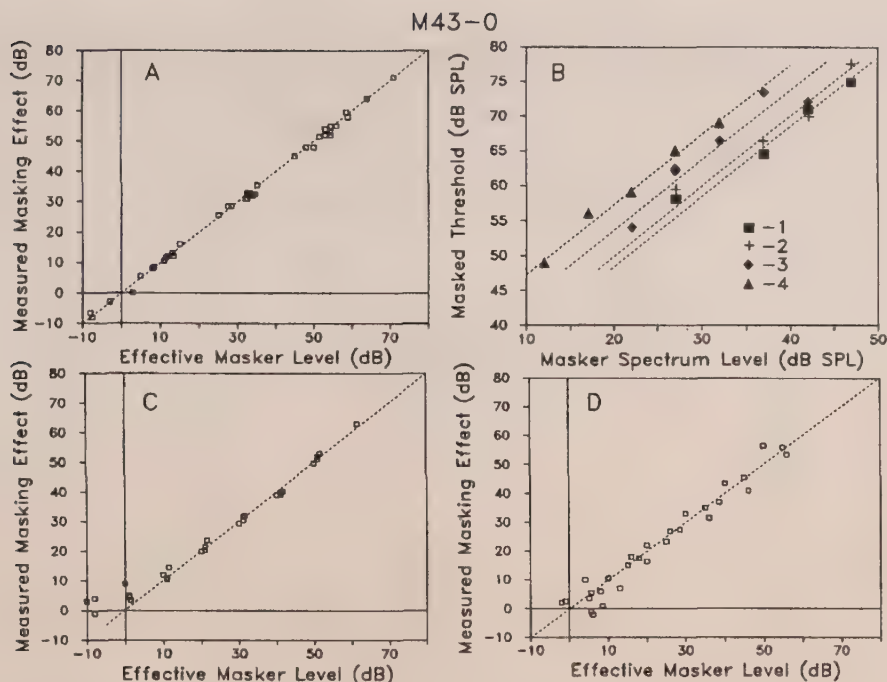 M43-0
A
Measured Masking Effect (dB)
80
70
60
50
40
30
20
10
0
-10
-10 10 30 50 70
Effective Masker Level (dB)
B
Masked Threshold (dB SPL)
80
75
70
65
60
55
50
45
40
-1
-2
-3
-4
10 20 30 40 50
Masker Spectrum Level (dB SPL)
C
Measured Masking Effect (dB)
80
70
60
50
40
30
20
10
0
-10
-10 0 10 20 30 40 50 60 70
Effective Masker Level (dB)
D
Measured Masking Effect (dB)
80
70
60
50
40
30
20
10
0
-10
-10 0 10 20 30 40 50 60 70
Effective Masker Level (dB)